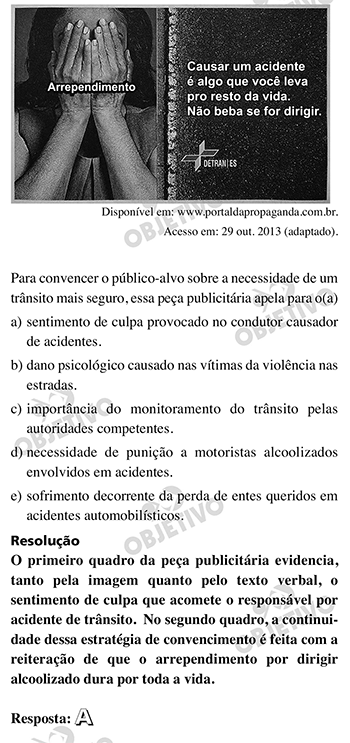 Arrependimento
Causar um acidente
é algo que você leva
pro resto da vida.
Não beba se for dirigir.
DETRAN|ES
Disponível em: www.portaldapropaganda.com.br.
Acesso em: 29 out. 2013 (adaptado).
Para convencer o público-alvo sobre a necessidade de um
trânsito mais seguro, essa peça publicitária apela para o(a)
a) sentimento de culpa provocado no condutor causador
de acidentes.
b) dano psicológico causado nas vítimas da violência nas
estradas.
c) importância do monitoramento do trânsito pelas
autoridades competentes.
d) necessidade de punição a motoristas alcoolizados
envolvidos em acidentes.
e) sofrimento decorrente da perda de entes queridos em
acidentes automobilísticos.
Resolução
O primeiro quadro da peça publicitária evidencia,
tanto pela imagem quanto pelo texto verbal, o
sentimento de culpa que acomete o responsável por
acidente de trânsito. No segundo quadro, a continui-
dade dessa estratégia de convencimento é feita com a
reiteração de que o arrependimento por dirigir
alcoolizado dura por toda a vida.
Resposta: A
OBJETIVO
OBJETIVO
OBJETIVO
OBJETIVO
OBJETIVO